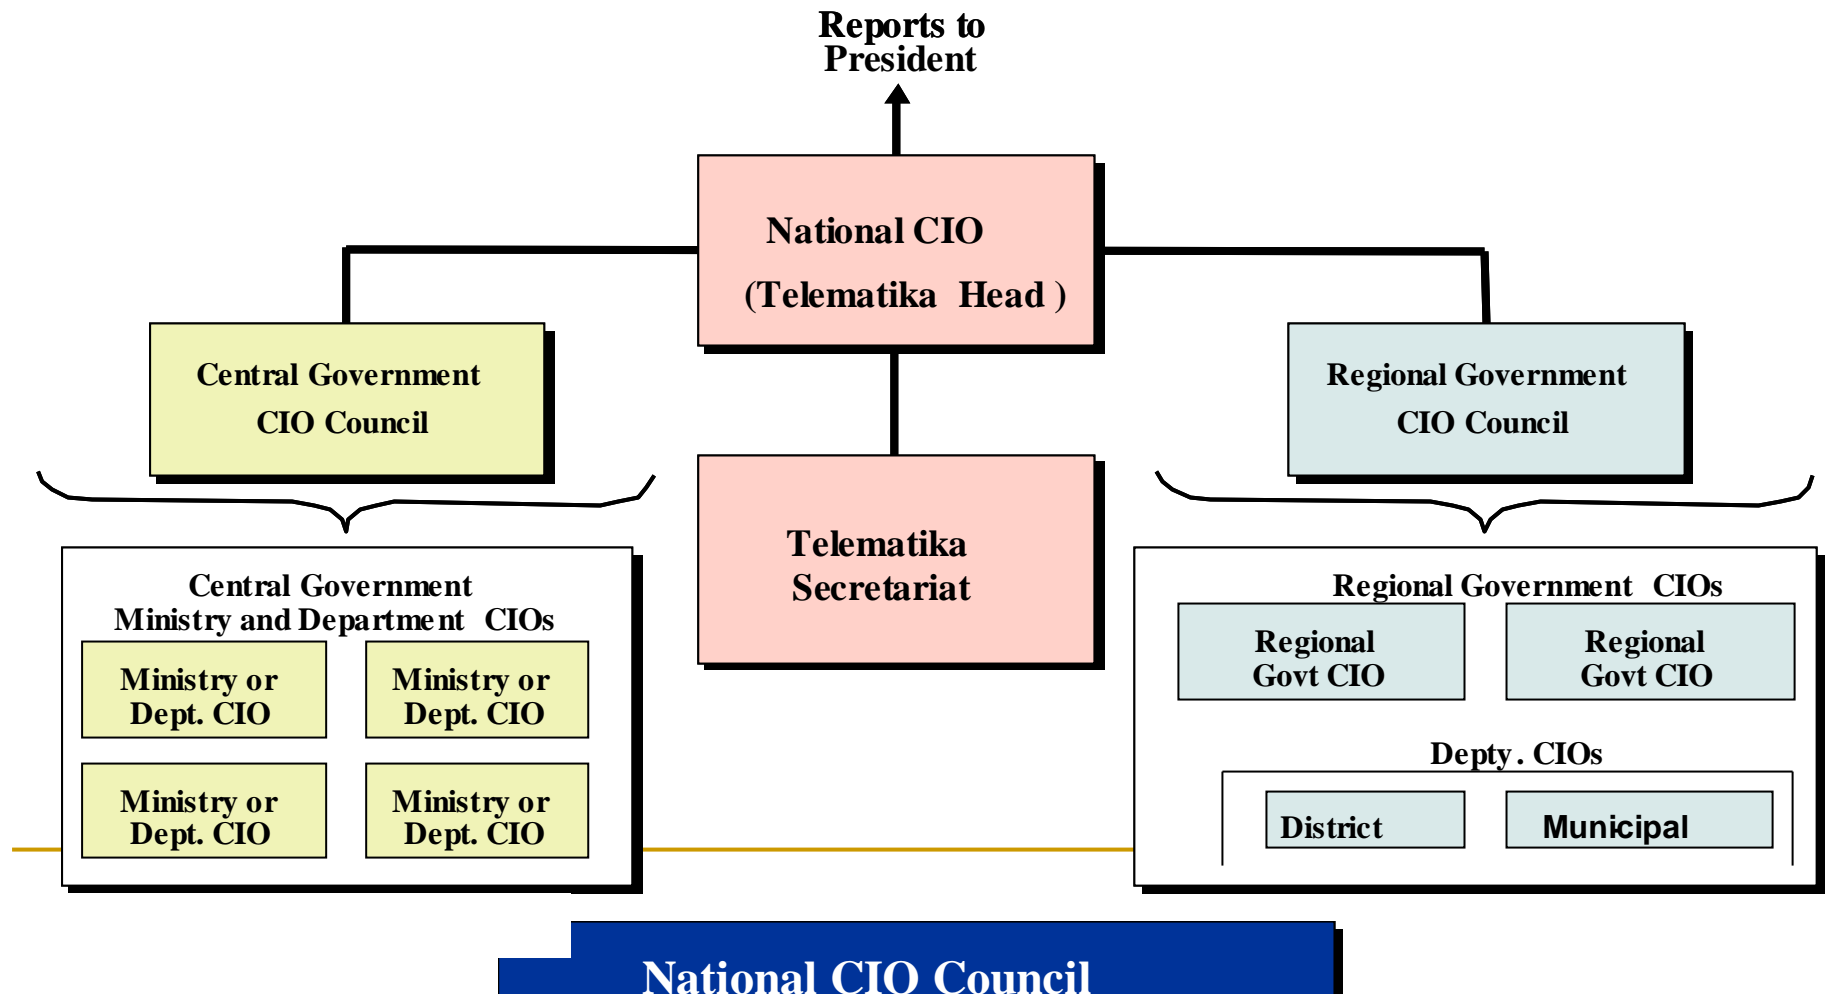 Reports to
President
National CIO
(Telematika Head )
Central Government
CIO Council
Regional Government
CIO Council
Telematika
Secretariat
Central Government
Ministry and Department CIOs
Ministry or
Dept. CIO
Ministry or
Dept. CIO
Ministry or
Dept. CIO
Ministry or
Dept. CIO
Regional Government CIOs
Regional
Govt CIO
Regional
Govt CIO
Depty. CIOs
District
Municipal
National CIO Council